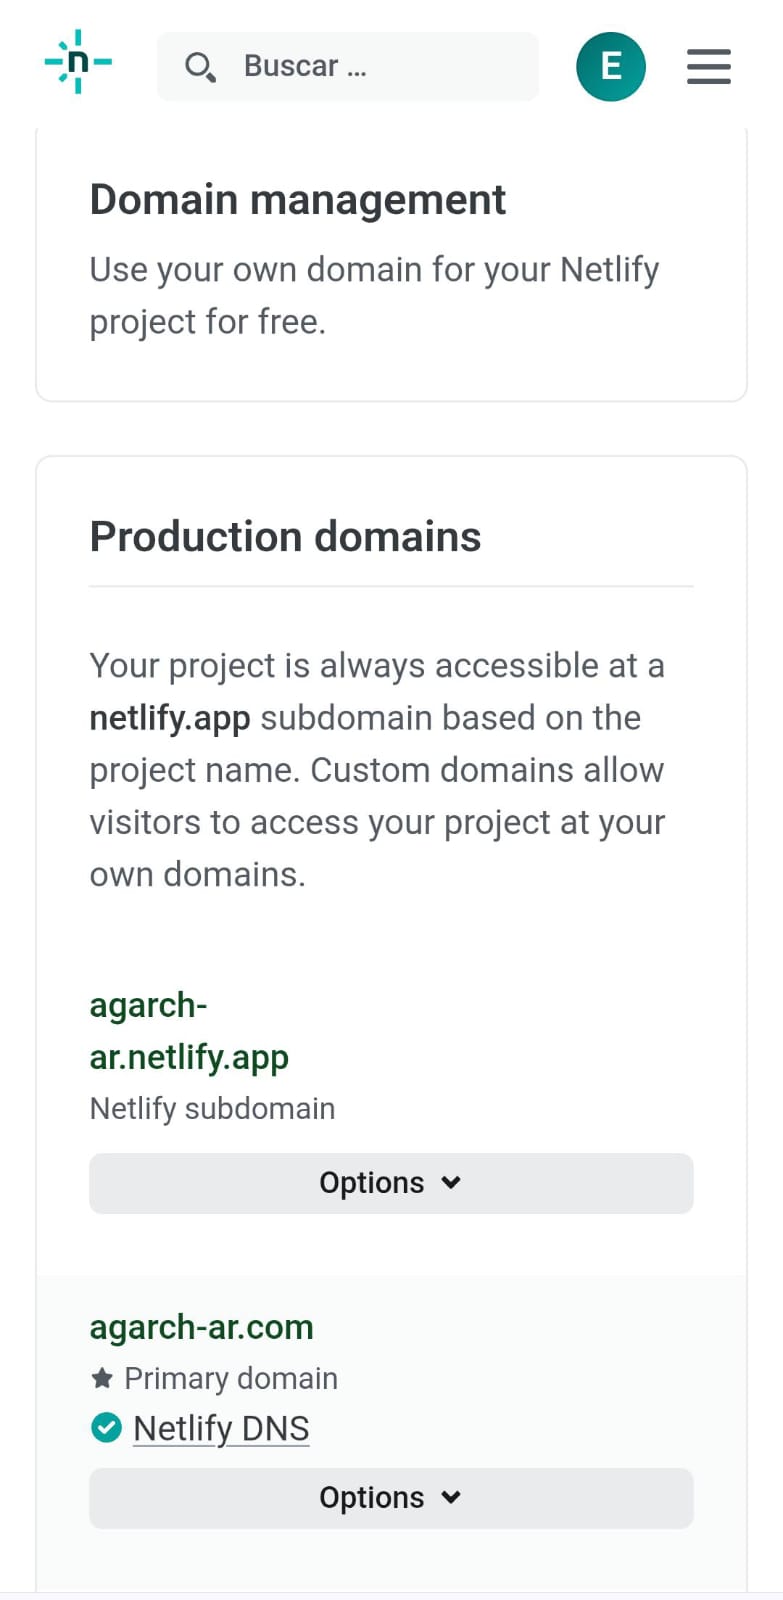 n
Buscar ...
E
Domain management
Use your own domain for your Netlify
project for free.
Production domains
Your project is always accessible at a
netlify.app subdomain based on the
project name. Custom domains allow
visitors to access your project at your
own domains.
agarch-
ar.netlify.app
Netlify subdomain
Options
agarch-ar.com
Primary domain
Netlify DNS
Options